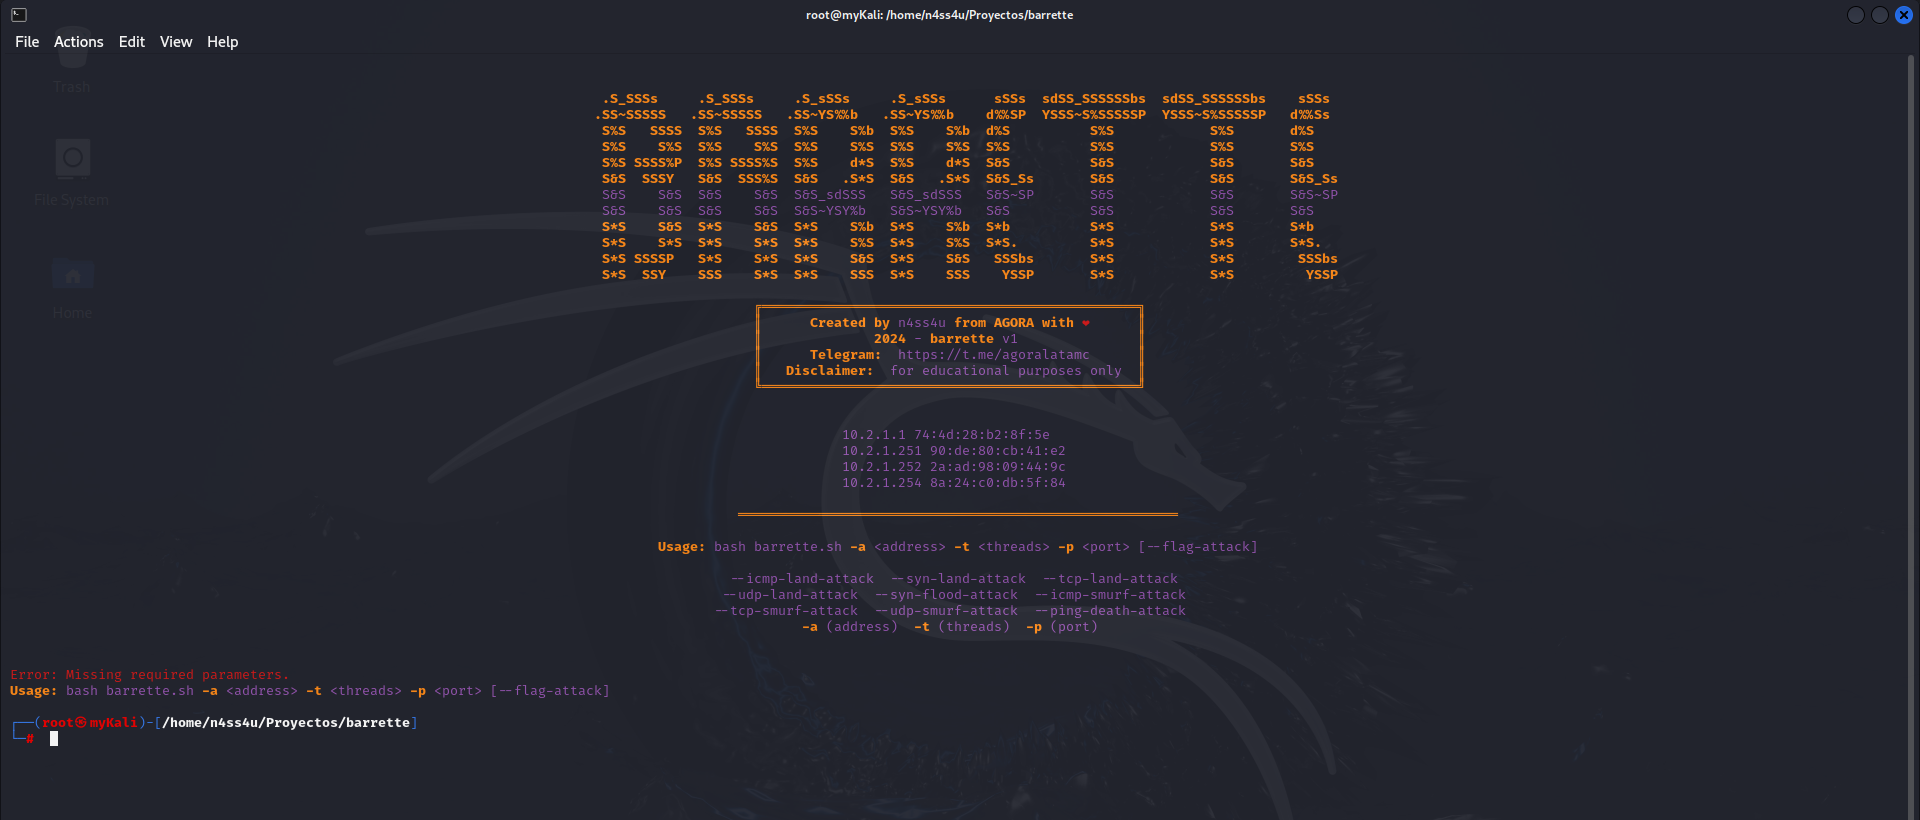 root@myKali: /home/n4ss4u/Proyectos/barrette
File Actions Edit View Help
Trash
File System
Home
.S_SSSs     .S_SSSs     .S_sSSs     .S_sSSs      sSSs  sdSS_SSSSSSbs  sdSS_SSSSSSbs    sSSs
.SS~SSSSS   .SS~SSSSS   .SS~YS%%b   .SS~YS%%b    d%%SP  YSSS~S%SSSSSP  YSSS~S%SSSSSP   d%%Ss
S%S   SSSS  S%S   SSSS  S%S    S%b  S%S    S%b  d%S          S%S            S%S       d%S
S%S    S%S  S%S    S%S  S%S    S%S  S%S    S%S  S%S          S%S            S%S       S%S
S%S SSSS%P  S%S SSSS%S  S%S    d*S  S%S    d*S  S&S          S&S            S&S       S&S
S&S  SSSY   S&S  SSS%S  S&S   .S*S  S&S   .S*S  S&S_Ss       S&S            S&S       S&S_Ss
S&S    S&S  S&S    S&S  S&S_sdSSS   S&S_sdSSS   S&S~SP       S&S            S&S       S&S~SP
S&S    S&S  S&S    S&S  S&S~YSY%b   S&S~YSY%b   S&S          S&S            S&S       S&S
S*S    S&S  S*S    S&S  S*S    S%b  S*S    S%b  S*b          S*S            S*S       S*b
S*S    S*S  S*S    S*S  S*S    S%S  S*S    S%S  S*S.         S*S            S*S       S*S.
S*S SSSSP   S*S    S*S  S*S    S&S  S*S    S&S   SSSbs       S*S            S*S        SSSbs
S*S  SSY    SSS    S*S  S*S    SSS  S*S    SSS    YSSP       S*S            S*S         YSSP
Created by n4ss4u from AGORA with ❤
2024 - barrette v1
Telegram: https://t.me/agoralatamc
Disclaimer: for educational purposes only
10.2.1.1 74:4d:28:b2:8f:5e
10.2.1.251 90:de:80:cb:41:e2
10.2.1.252 2a:ad:98:09:44:9c
10.2.1.254 8a:24:c0:db:5f:84
Usage: bash barrette.sh -a <address> -t <threads> -p <port> [--flag-attack]
--icmp-land-attack --syn-land-attack --tcp-land-attack
--udp-land-attack --syn-flood-attack --icmp-smurf-attack
--tcp-smurf-attack --udp-smurf-attack --ping-death-attack
-a (address) -t (threads) -p (port)
Error: Missing required parameters.
Usage: bash barrette.sh -a <address> -t <threads> -p <port> [--flag-attack]
┌──(root㉿myKali)-[/home/n4ss4u/Proyectos/barrette]
└─#